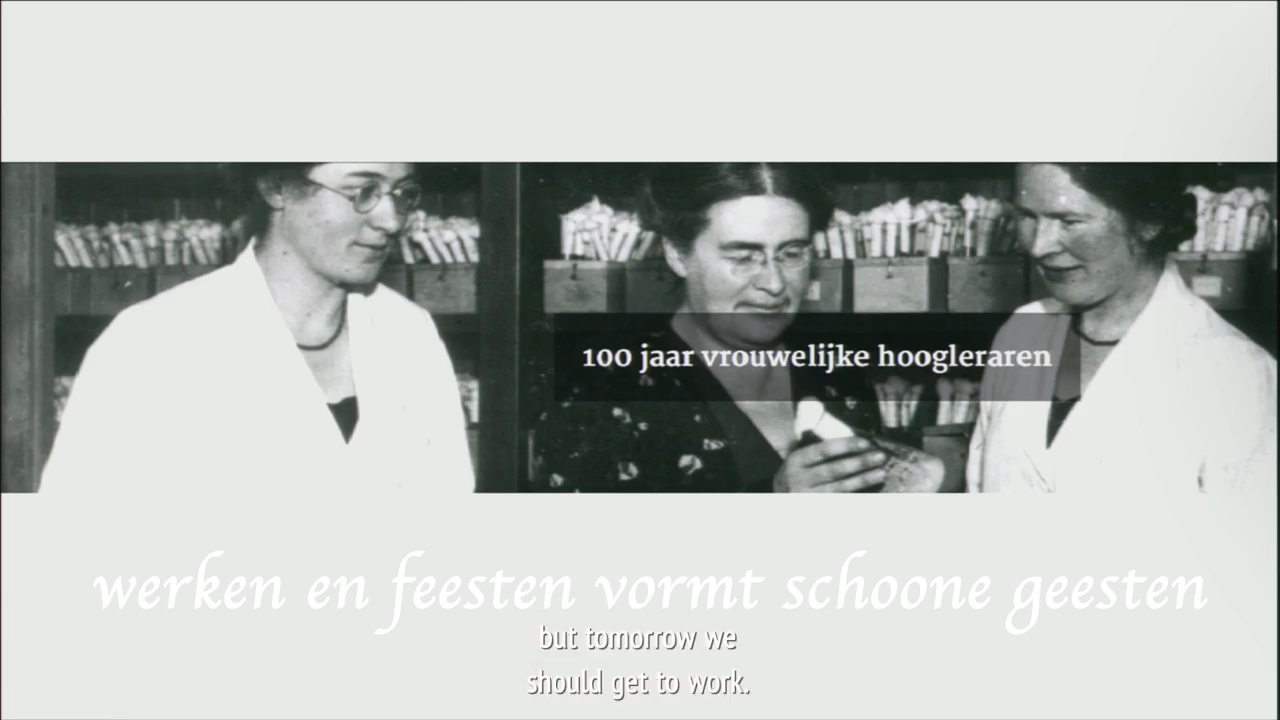 100 jaar vrouwelijke hoogleraren
werken en feesten vormt schoone geesten
but tomorrow we
should get to work.